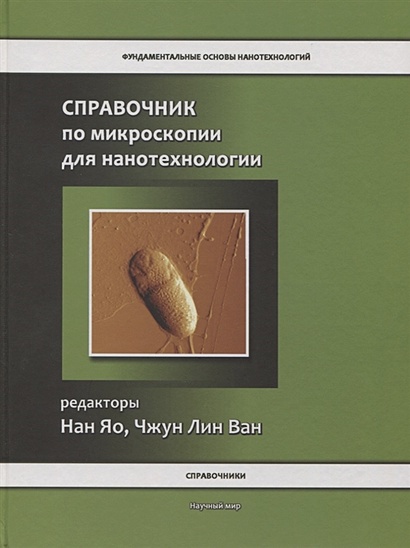 ФУНДАМЕНТАЛЬНЫЕ ОСНОВЫ НАНОТЕХНОЛОГИЙ
СПРАВОЧНИК
по микроскопии
для нанотехнологии
редакторы
Нан Яо, Чжун Лин Ван
СПРАВОЧНИКИ
Научный мир